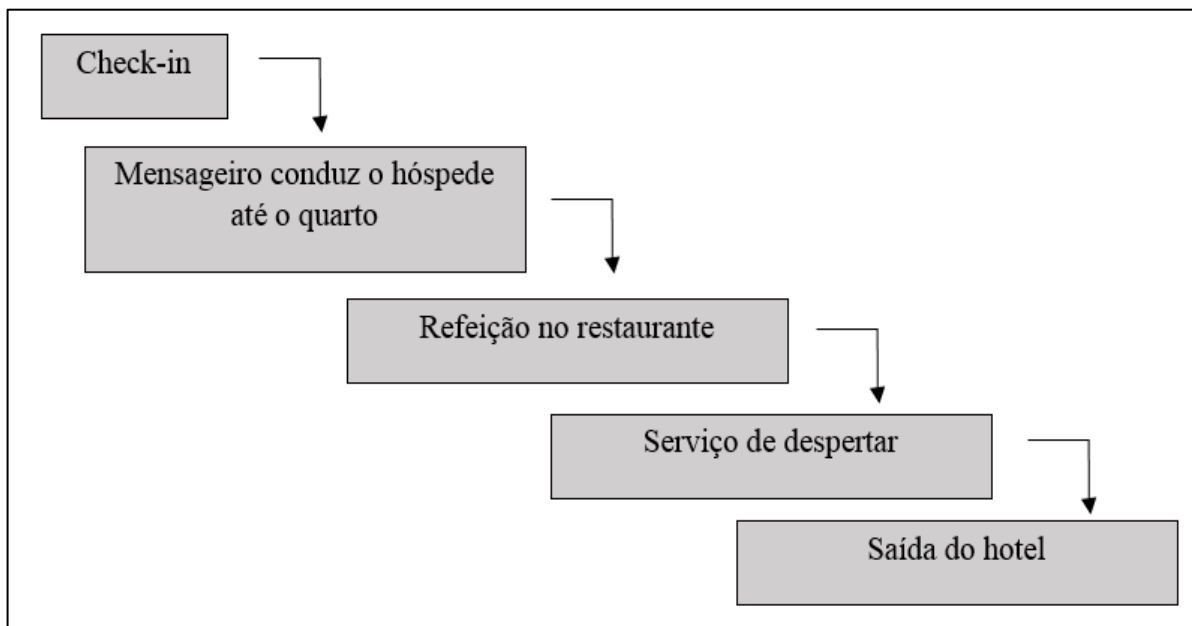 Check-in
Mensageiro conduz o hóspede
até o quarto
Refeição no restaurante
Serviço de despertar
Saída do hotel